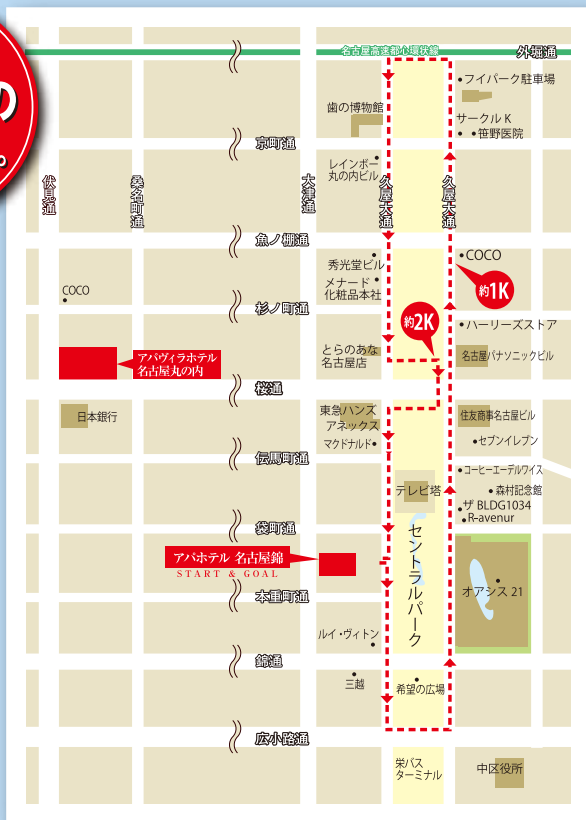 の
。
名古屋高速都心環状線
外堀通
フイパーク駐車場
歯の博物館
サークル K
笹野医院
京町通
レインボー
丸の内ビル
伏見通
桑名町通
大津通
久屋大通
久屋大通
魚ノ棚通
秀光堂ビル
COCO
メナード
化粧品本社
約1K
COCO
杉ノ町通
約2K
ハーリーズストア
とらのあな
名古屋店
名古屋パナソニックビル
アパヴィラホテル
名古屋丸の内
桜通
日本銀行
東急ハンズ
アネックス
マクドナルド
住友商事名古屋ビル
セブンイレブン
伝馬町通
コーヒーエーデルワイス
テレビ塔
森村記念館
ザ BLDG1034
R-avenur
袋町通
セントラルパーク
アパホテル 名古屋錦
START & GOAL
オアシス 21
本重町通
ルイ・ヴィトン
錦通
三越
希望の広場
広小路通
栄バス
ターミナル
中区役所